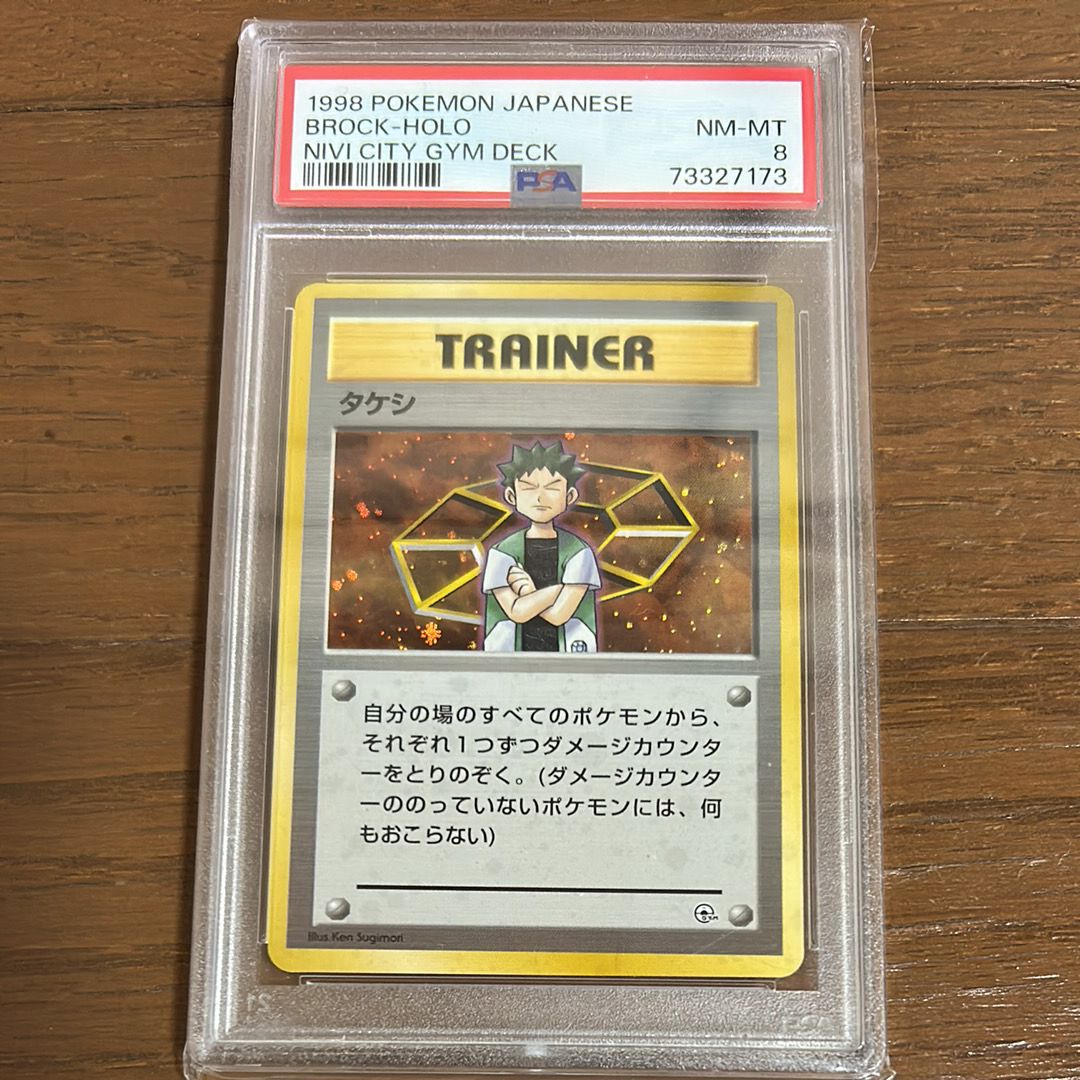 1998 POKEMON JAPANESE
BROCK-HOLO
NM-MT
NIVI CITY GYM DECK
8
PSA
73327173
TRAINER
タケシ
自分の場のすべてのポケモンから、
それぞれ1つずつダメージカウンタ
ーをとりのぞく。(ダメージカウンタ
ーののっていないポケモンには、何
もおこらない)
GYM
Illus. Ken Sugimori